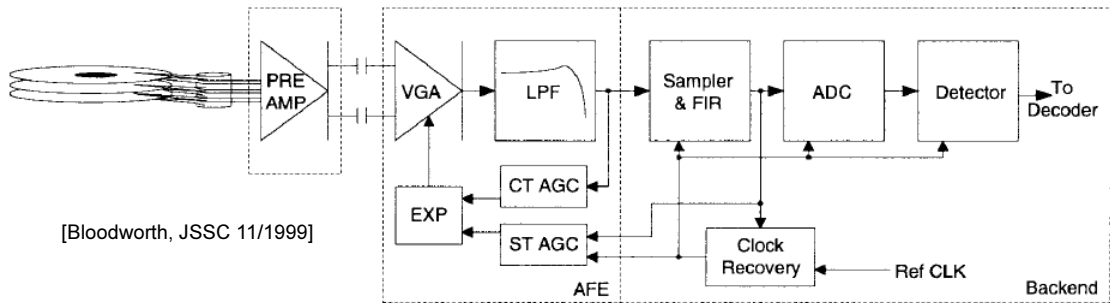 PRE
AMP
VGA
LPF
Sampler
& FIR
ADC
Detector
To
Decoder
CT AGC
EXP
ST AGC
Clock
Recovery
Ref CLK
[Bloodworth, JSSC 11/1999]
AFE
Backend